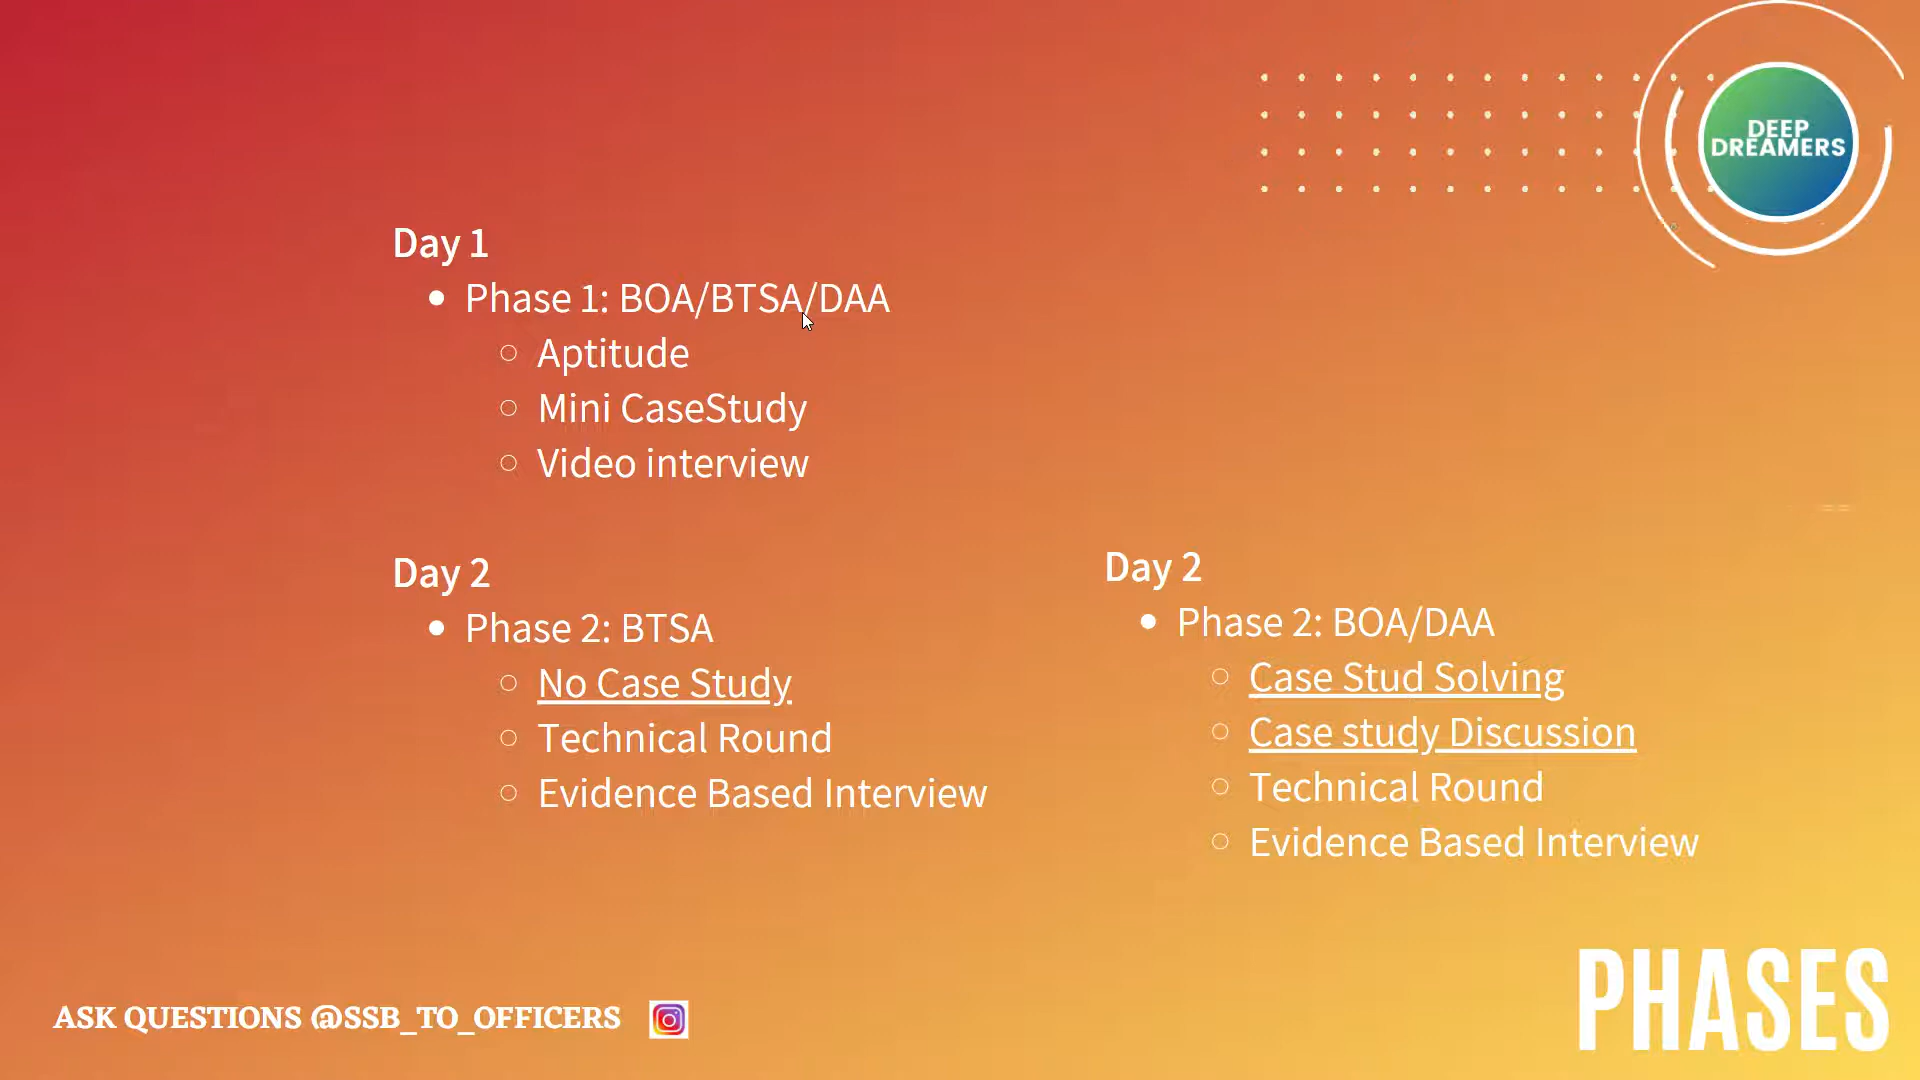 DEEP
DREAMERS
Day 1
Phase 1: BOA/BTSA/DAA
Aptitude
Mini CaseStudy
Video interview
Day 2
Phase 2: BTSA
No Case Study
Technical Round
Evidence Based Interview
Day 2
Phase 2: BOA/DAA
Case Stud Solving
Case study Discussion
Technical Round
Evidence Based Interview
PHASES
ASK QUESTIONS @SSB_TO_OFFICERS